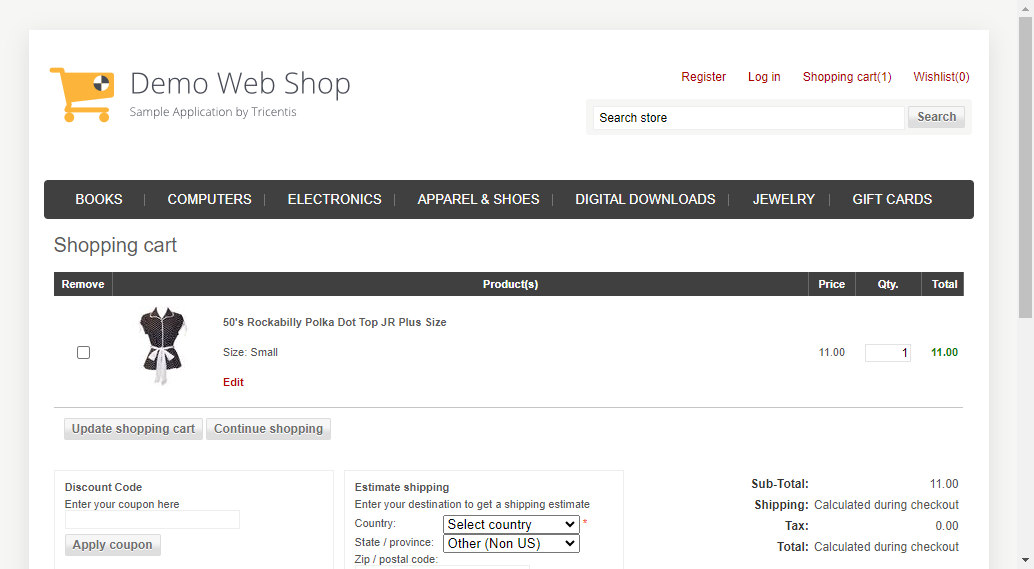 Demo Web Shop
Sample Application by Tricentis
Register Log in Shopping cart(1) Wishlist(0)
Search store Search
BOOKS COMPUTERS ELECTRONICS APPAREL & SHOES DIGITAL DOWNLOADS JEWELRY GIFT CARDS
Shopping cart
Remove Product(s) Price Qty. Total
50's Rockabilly Polka Dot Top JR Plus Size
Size: Small 11.00 1 11.00
Edit
Update shopping cart Continue shopping
Discount Code
Enter your coupon here
Apply coupon
Estimate shipping
Enter your destination to get a shipping estimate
Country: Select country *
State / province: Other (Non US)
Zip / postal code:
Sub-Total: 11.00
Shipping: Calculated during checkout
Tax: 0.00
Total: Calculated during checkout